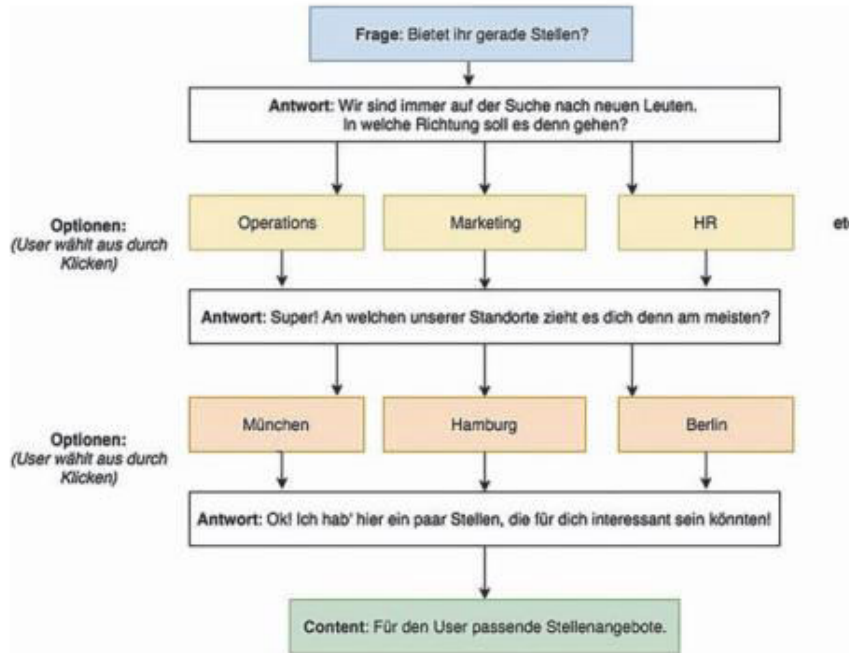 Frage: Bietet ihr gerade Stellen?
Antwort: Wir sind immer auf der Suche nach neuen Leuten.
In welche Richtung soll es denn gehen?
Optionen:
(User wählt aus durch
Klicken)
Operations
Marketing
HR
Antwort: Super! An welchen unserer Standorte zieht es dich denn am meisten?
Optionen:
(User wählt aus durch
Klicken)
München
Hamburg
Berlin
Antwort: Ok! Ich hab' hier ein paar Stellen, die für dich interessant sein könnten!
Content: Für den User passende Stellenangebote.